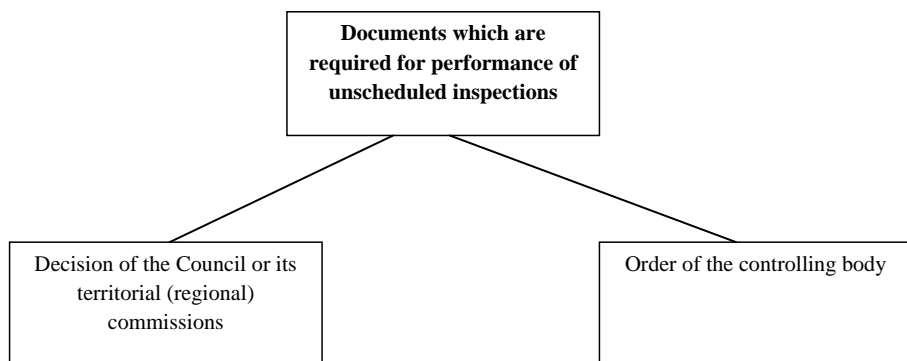 Documents which are
required for performance of
unscheduled inspections
Decision of the Council or its
territorial (regional)
commissions
Order of the controlling body